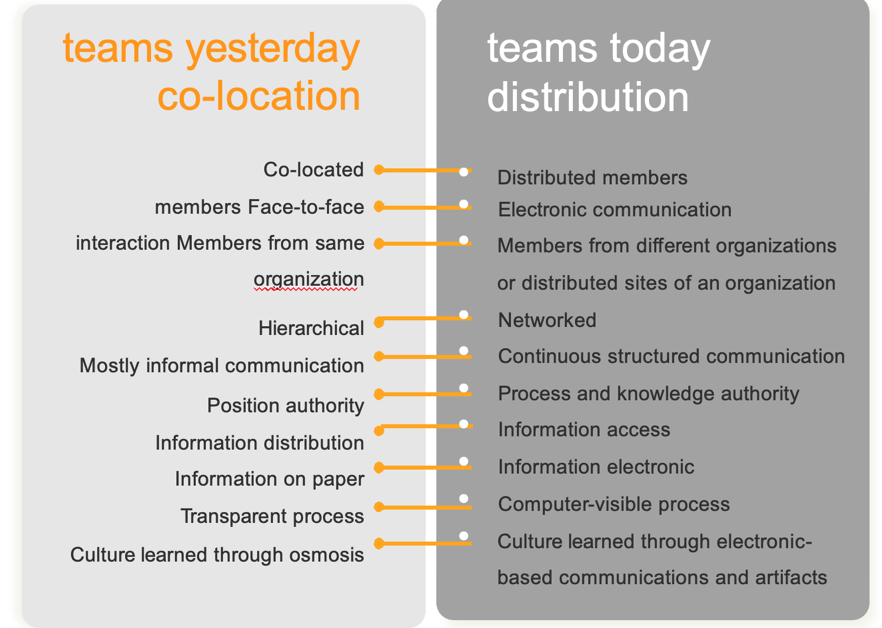 teams yesterday
co-location
Co-located
members Face-to-face
interaction Members from same
organization
Hierarchical
Mostly informal communication
Position authority
Information distribution
Information on paper
Transparent process
Culture learned through osmosis
teams today
distribution
Distributed members
Electronic communication
Members from different organizations
or distributed sites of an organization
Networked
Continuous structured communication
Process and knowledge authority
Information access
Information electronic
Computer-visible process
Culture learned through electronic-
based communications and artifacts